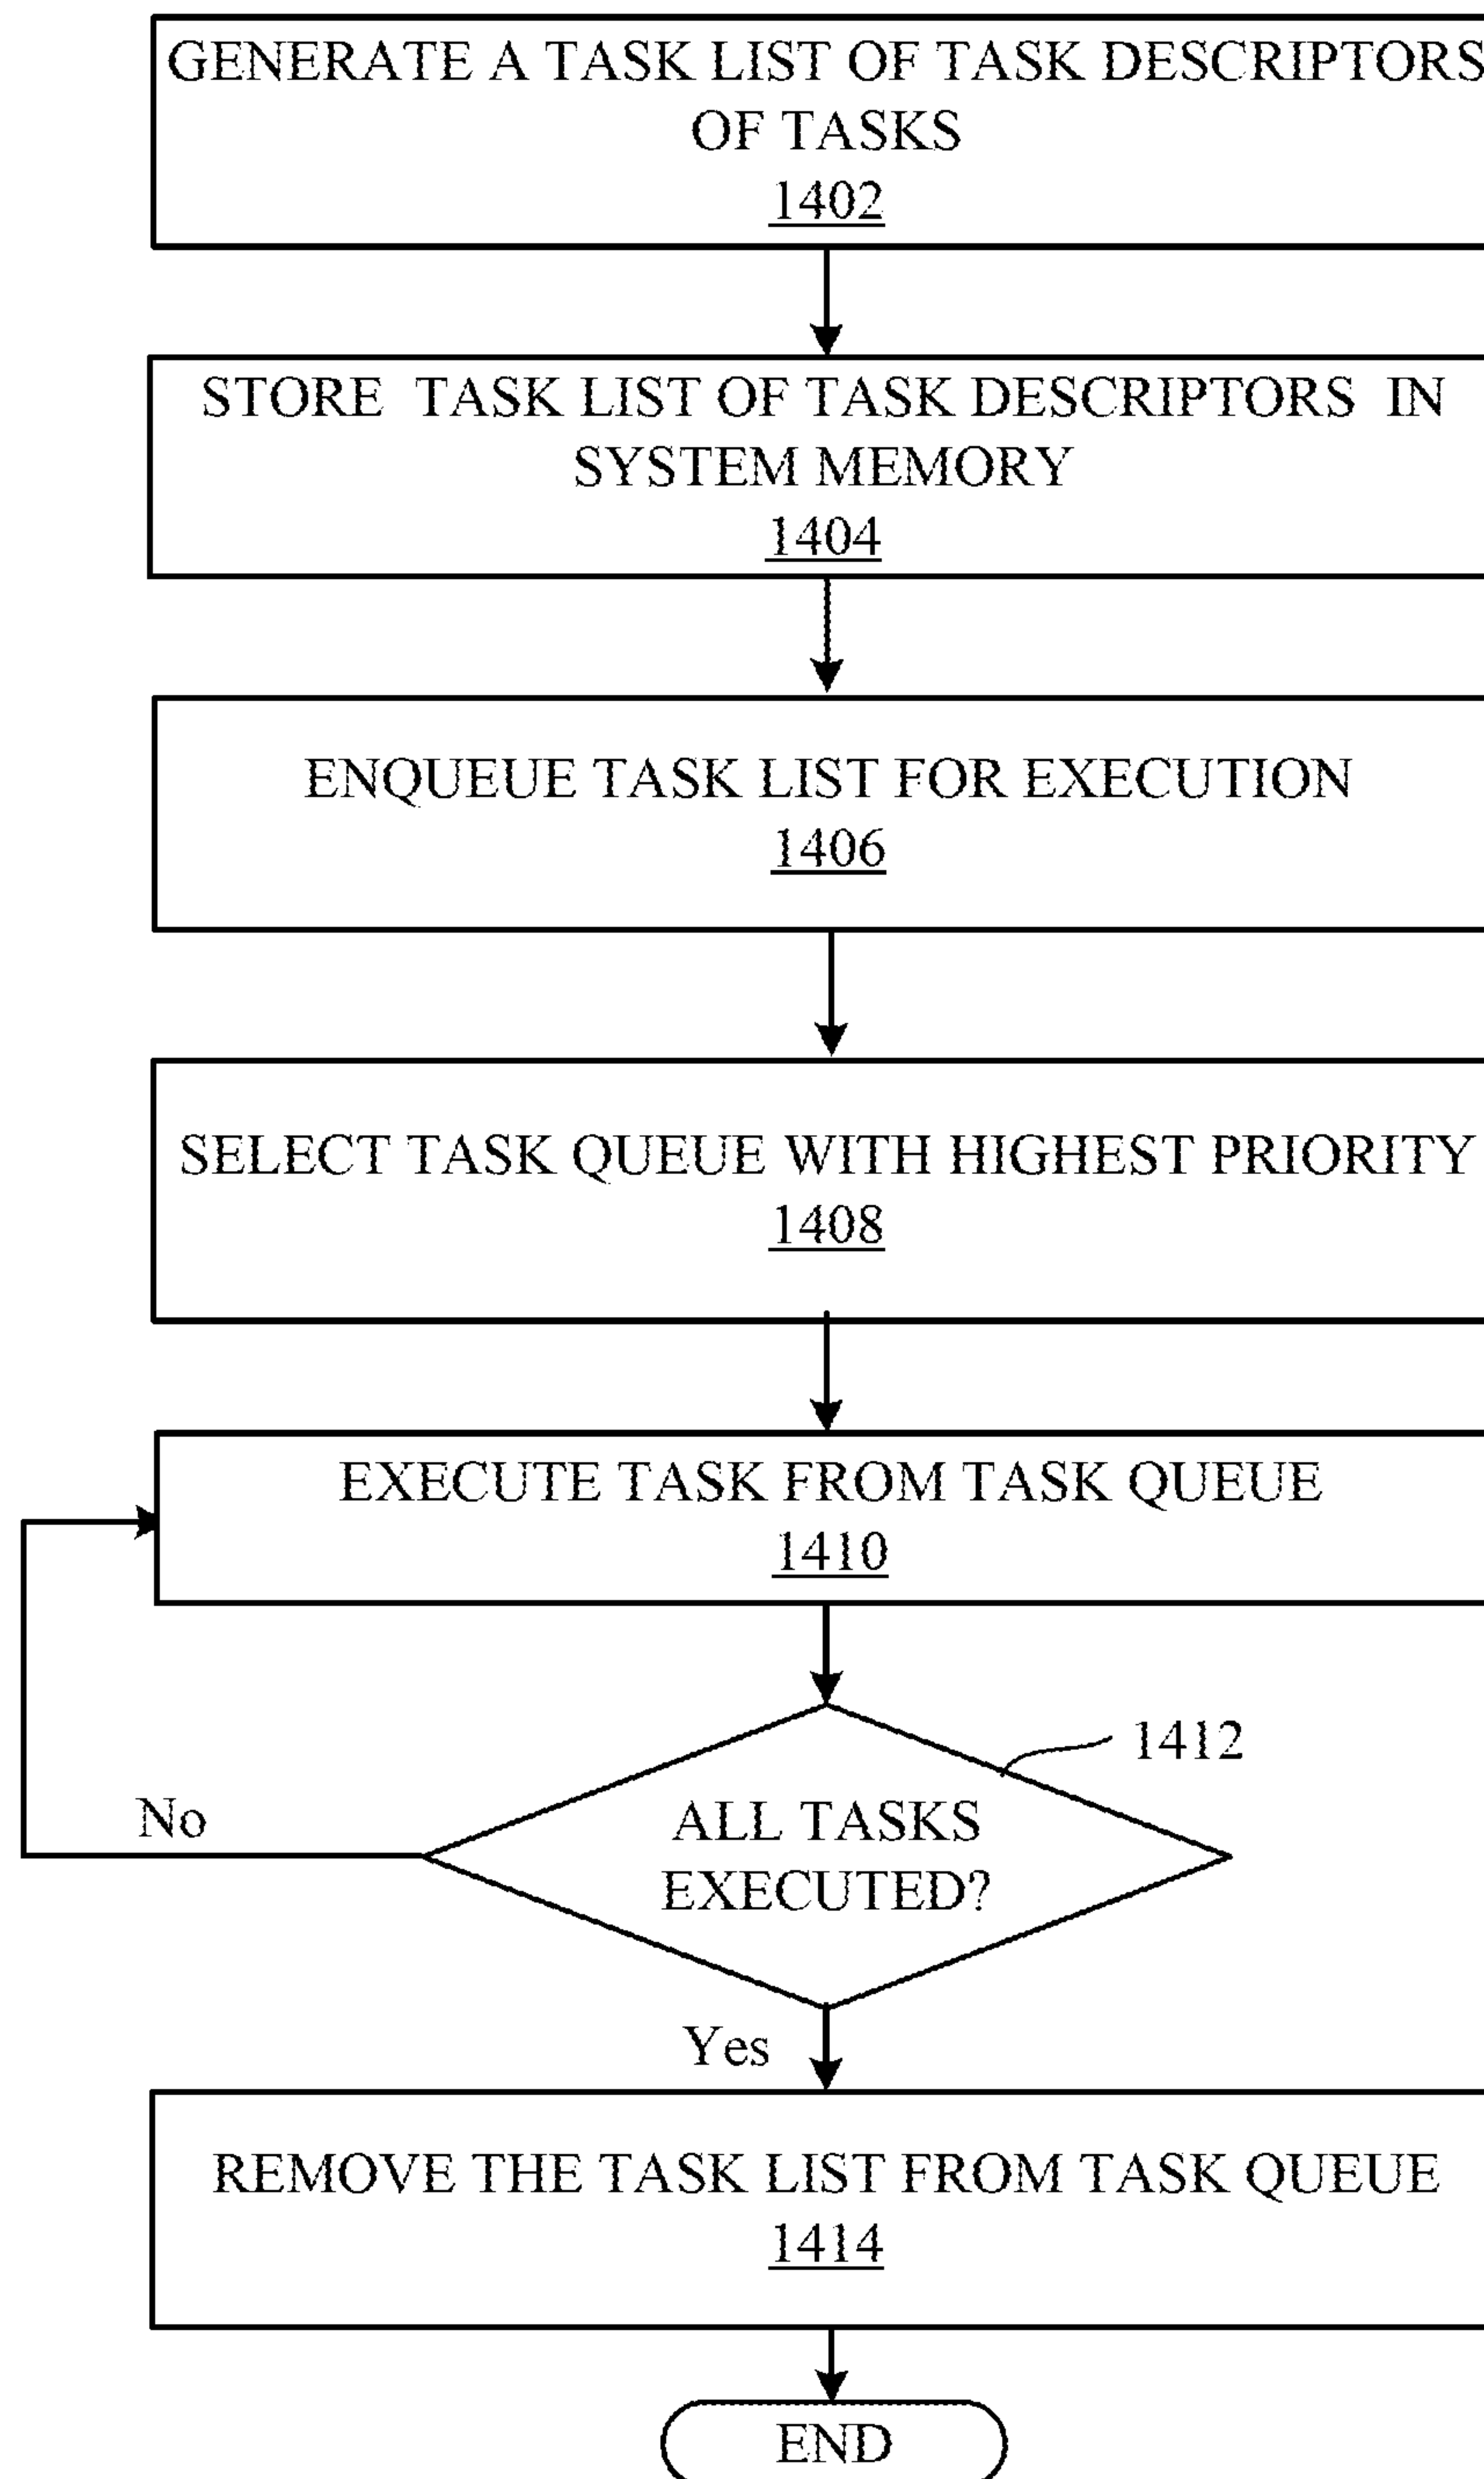 GENERATE A TASK LIST OF TASK DESCRIPTORS
OF TASKS
1402
STORE TASK LIST OF TASK DESCRIPTORS IN
SYSTEM MEMORY
1404
ENQUEUE TASK LIST FOR EXECUTION
1406
SELECT TASK QUEUE WITH HIGHEST PRIORITY
1408
EXECUTE TASK FROM TASK QUEUE
1410
1412
ALL TASKS
EXECUTED?
No
Yes
REMOVE THE TASK LIST FROM TASK QUEUE
1414
END